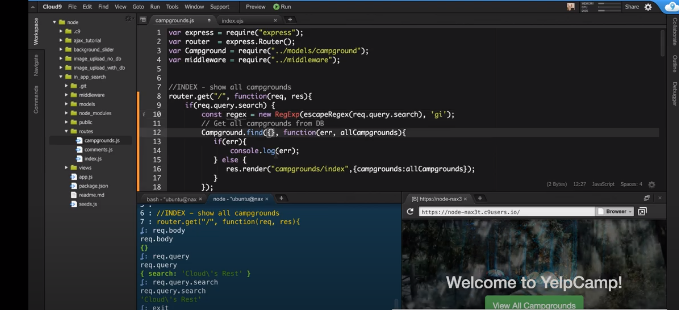 Cloud9 File Edit Find View Goto Run Tools Window Support Preview Run Share
Workspace
Navigate
Commands
node
.c9
ajax_tutorial
background_slider
image_upload_no_db
image_upload_with_db
in_app_search
.git
middleware
models
node_modules
public
routes
campgrounds.js
comments.js
index.js
views
app.js
package.json
readme.md
seeds.js
campgrounds.js index.ejs
1 var express = require("express");
2 var router = express.Router();
3 var Campground = require("../models/campground");
4 var middleware = require("../middleware");
5
6
7 //INDEX - show all campgrounds
8 router.get("/", function(req, res){
9 if(req.query.search) {
10 const regex = new RegExp(escapeRegex(req.query.search), 'gi');
11 // Get all campgrounds from DB
12 Campground.find({}, function(err, allCampgrounds){
13 if(err){
14 console.log(err);
15 } else {
16 res.render("campgrounds/index",{campgrounds:allCampgrounds});
17 }
18 });
(2 Bytes) 12:27 JavaScript Spaces: 4
Collaborate
Outline
Debugger
bash - "ubuntu@nax node - "ubuntu@nax
6 : //INDEX - show all campgrounds
7 : router.get("/", function(req, res){
: req.body
req.body
{}
: req.query
req.query
{ search: 'Cloud\'s Rest' }
: req.query.search
req.query.search
'Cloud\'s Rest'
: exit
[B] https://node-nax3
https://node-nax3t.c9users.io/ Browser
Welcome to YelpCamp!
View All Campgrounds